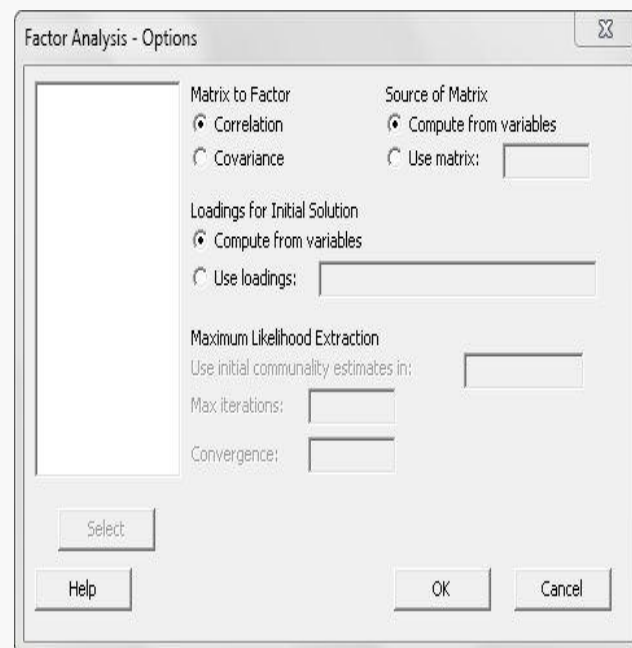 Factor Analysis - Options
Matrix to Factor
Source of Matrix
Correlation
Compute from variables
Covariance
Use matrix:
Loadings for Initial Solution
Compute from variables
Use loadings:
Maximum Likelihood Extraction
Use initial communality estimates in:
Max iterations:
Convergence:
Select
Help
OK
Cancel